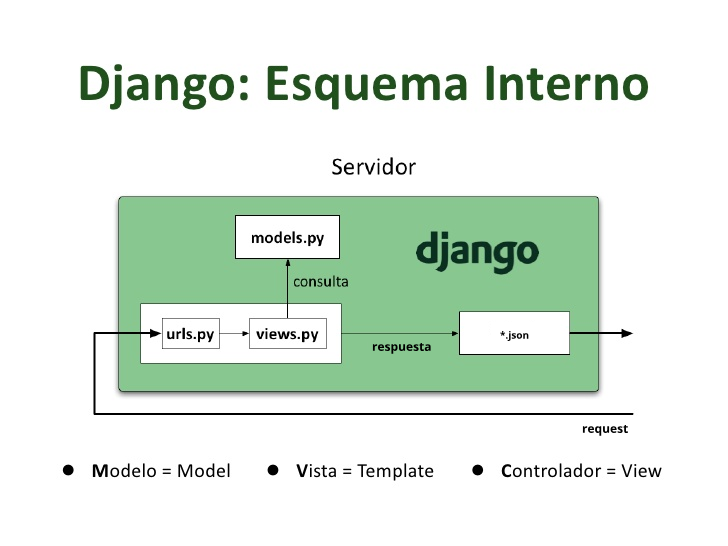 Django: Esquema Interno
Servidor
models.py
django
consulta
urls.py
views.py
respuesta
*.json
request
● Modelo = Model
● Vista = Template
● Controlador = View